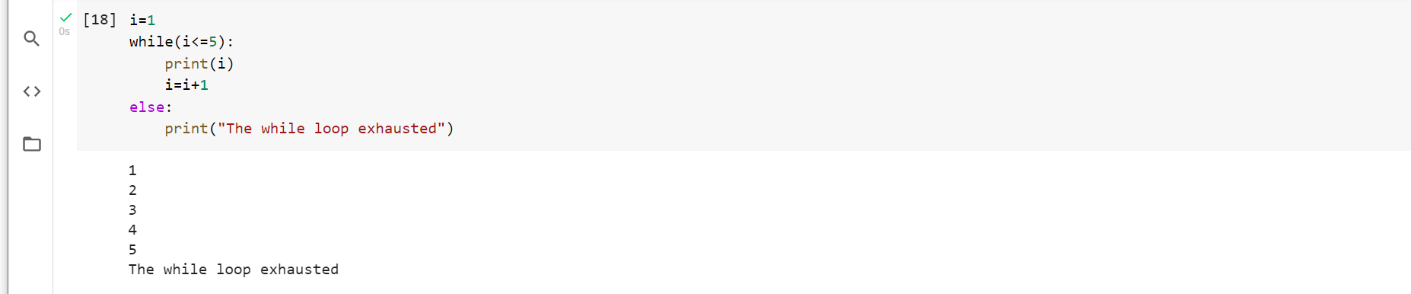 [18] i=1
0s
while(i<=5):
    print(i)
    i=i+1
else:
    print("The while loop exhausted")
1
2
3
4
5
The while loop exhausted